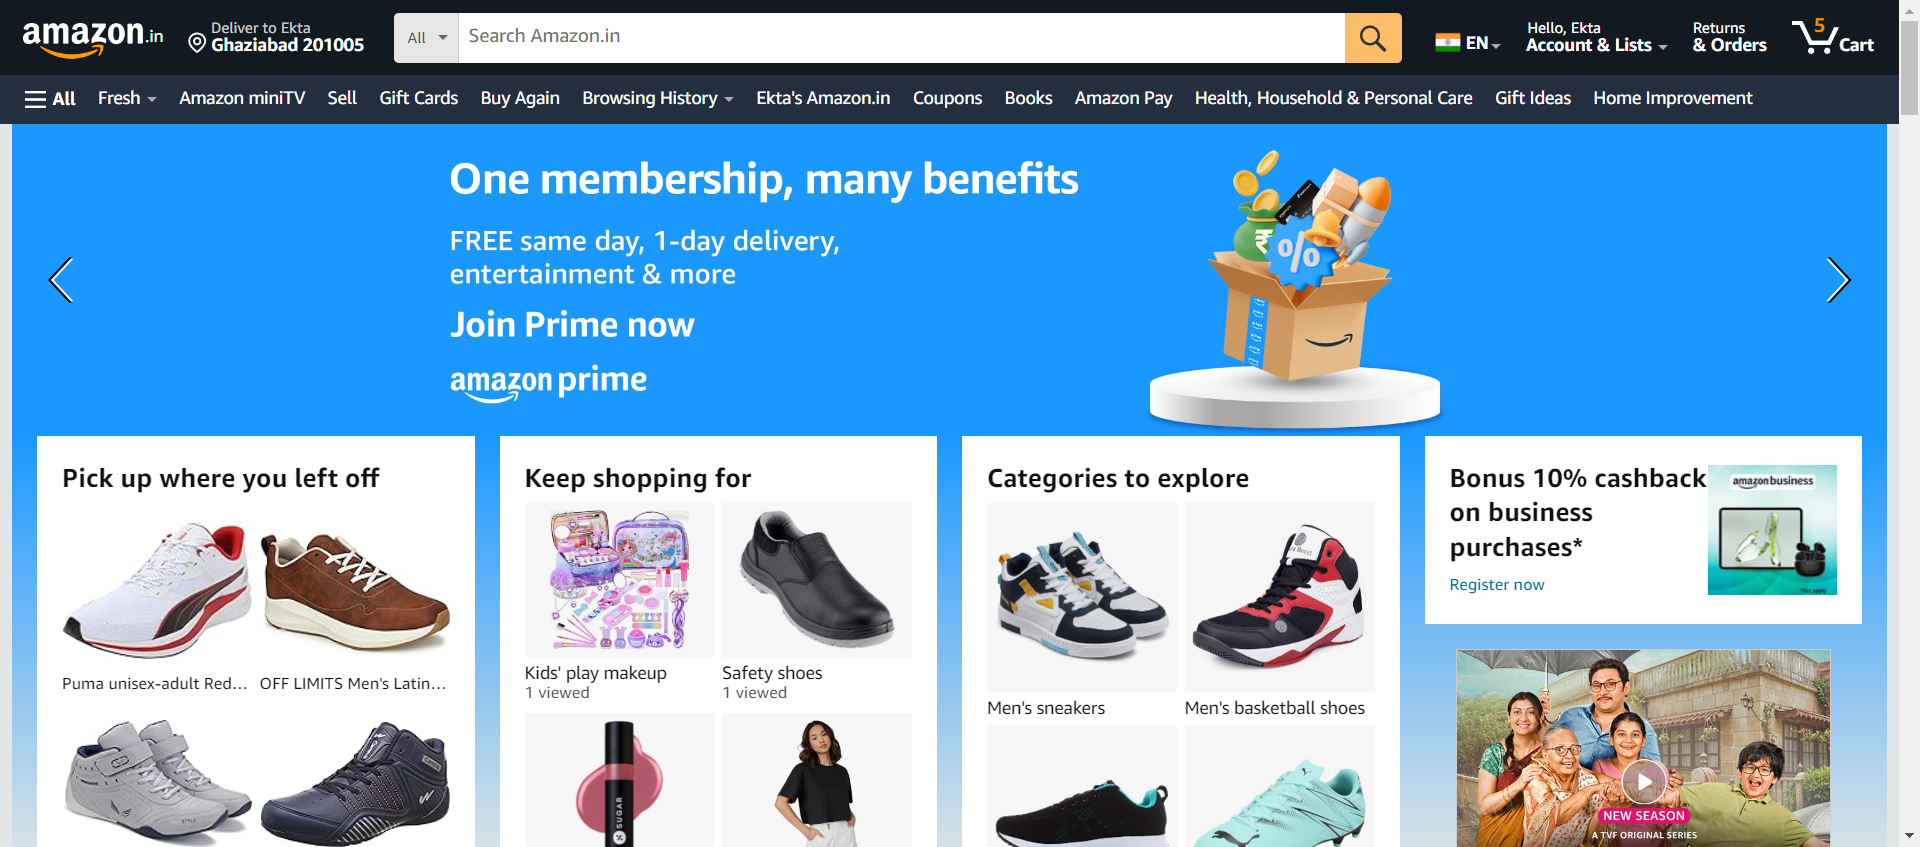 amazon.in
Deliver to Ekta
Ghaziabad 201005
All
Search Amazon.in
EN
Hello, Ekta
Account & Lists
Returns
& Orders
5
Cart
All
Fresh
Amazon miniTV
Sell
Gift Cards
Buy Again
Browsing History
Ekta's Amazon.in
Coupons
Books
Amazon Pay
Health, Household & Personal Care
Gift Ideas
Home Improvement
One membership, many benefits
FREE same day, 1-day delivery,
entertainment & more
Join Prime now
amazon prime
₹
%
Pick up where you left off
Puma unisex-adult Red…
OFF LIMITS Men's Latin…
STYLE
Keep shopping for
Kids' play makeup
1 viewed
Safety shoes
1 viewed
SUGAR
Categories to explore
Men's sneakers
Men's basketball shoes
Bonus 10% cashback
on business
purchases*
Register now
amazon business
*T&C apply
NEW SEASON
A TVF ORIGINAL SERIES